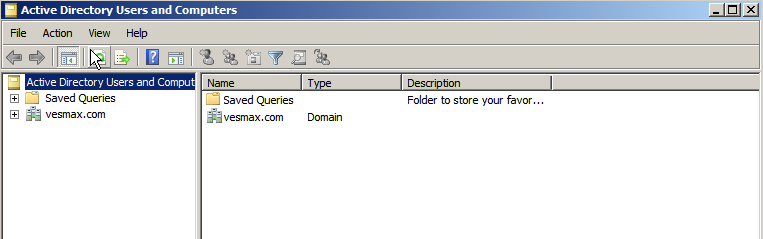 Active Directory Users and Computers
File Action View Help
Active Directory Users and Comput
Saved Queries
vesmax.com
Name Type Description
Saved Queries Folder to store your favor...
vesmax.com Domain